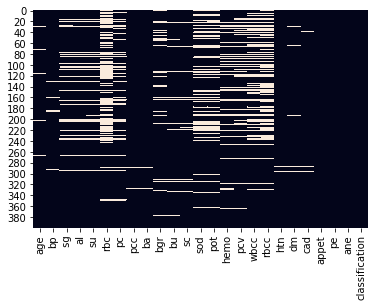 0
20
40
60
80
100
120
140
160
180
200
220
240
260
280
300
320
340
360
380
age
bp
sg
al
su
rbc
pc
pcc
ba
bgr
bu
sc
sod
pot
hemo
pcv
wbcc
rbcc
htn
dm
cad
appet
pe
ane
classification